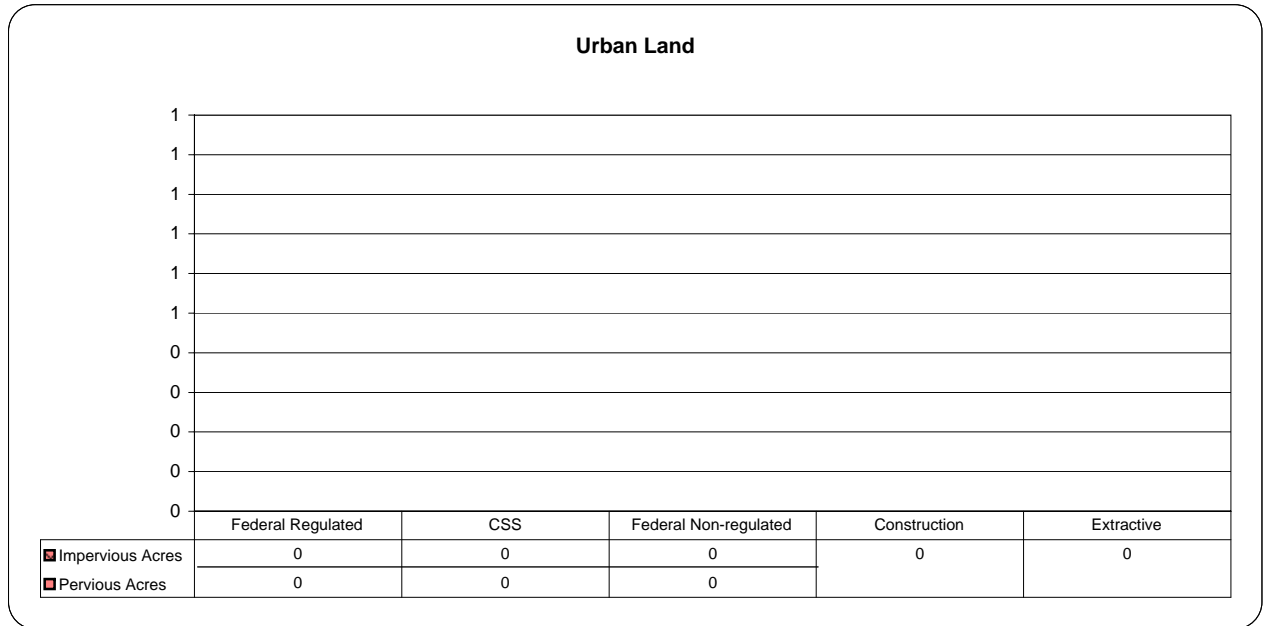 Urban Land
1
1
1
1
1
1
0
0
0
0
0
Federal Regulated CSS Federal Non-regulated Construction Extractive
Impervious Acres 0 0 0 0 0
Pervious Acres 0 0 0